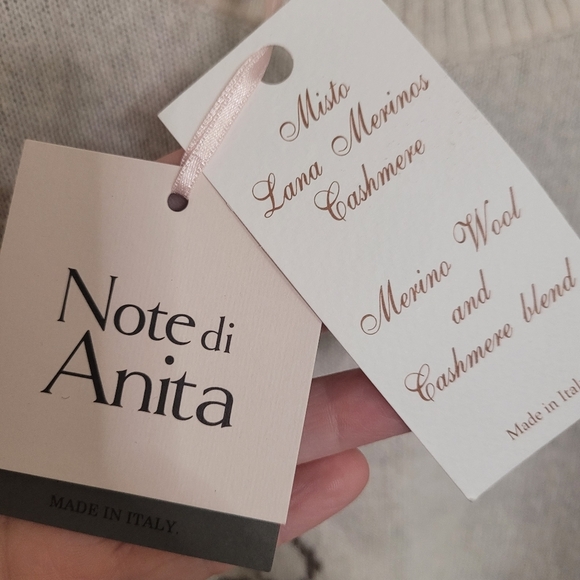 Note di
Anita
MADE IN ITALY.
Misto
Lana Merinos
Cashmere
Merino Wool
and
Cashmere blend
Made in Ital